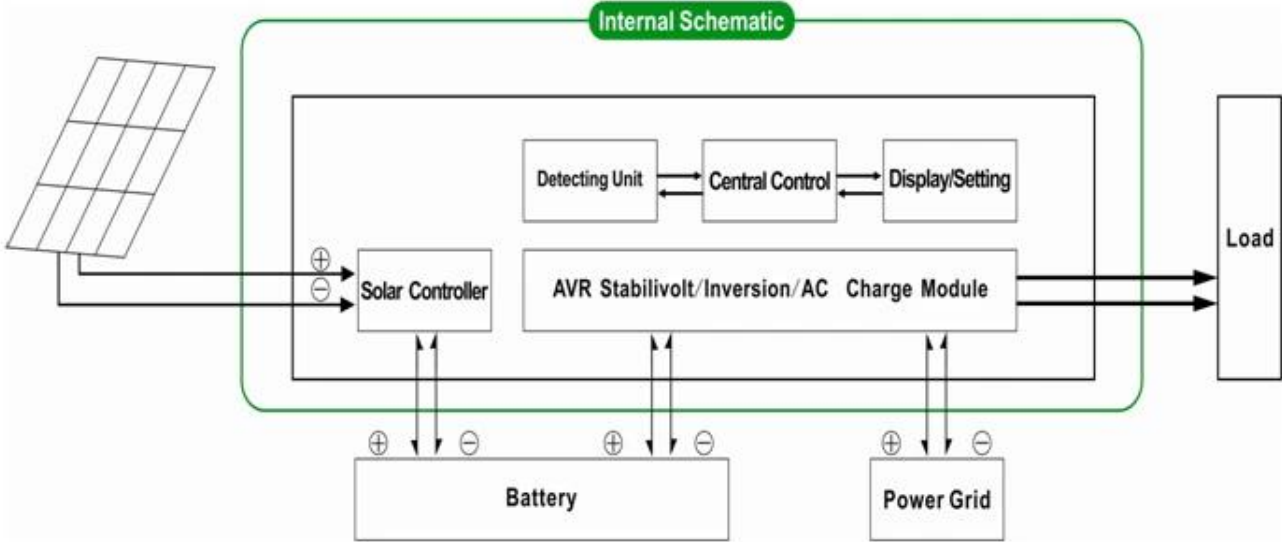 Internal Schematic
Detecting Unit
Central Control
Display/Setting
Load
⊕
⊖
Solar Controller
AVR Stabilivolt/Inversion/AC Charge Module
⊕ ⊖ ⊕ ⊖ ⊕ ⊖
Battery
Power Grid